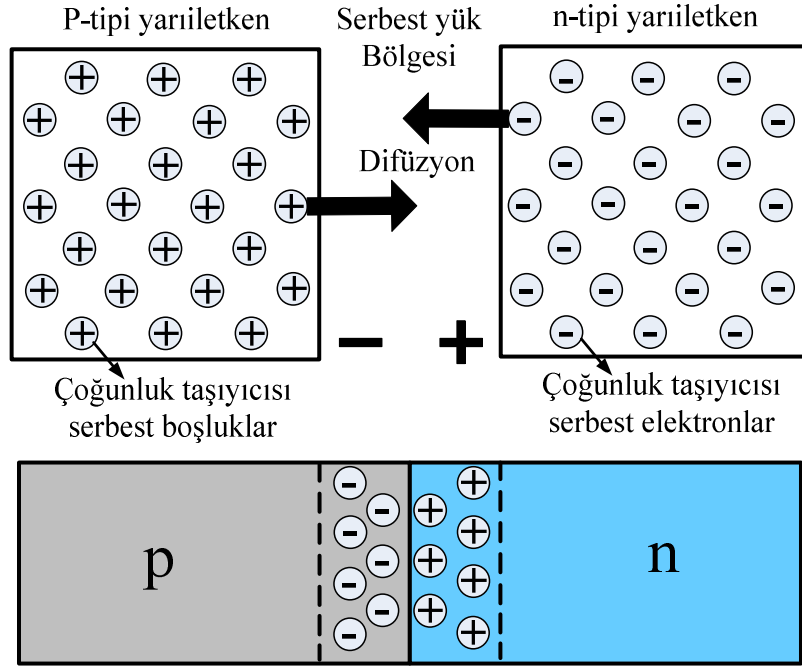 P-tipi yarıiletken
Serbest yük
Bölgesi
n-tipi yarıiletken
Difüzyon
Çoğunluk taşıyıcısı
serbest boşluklar
Çoğunluk taşıyıcısı
serbest elektronlar
p
n